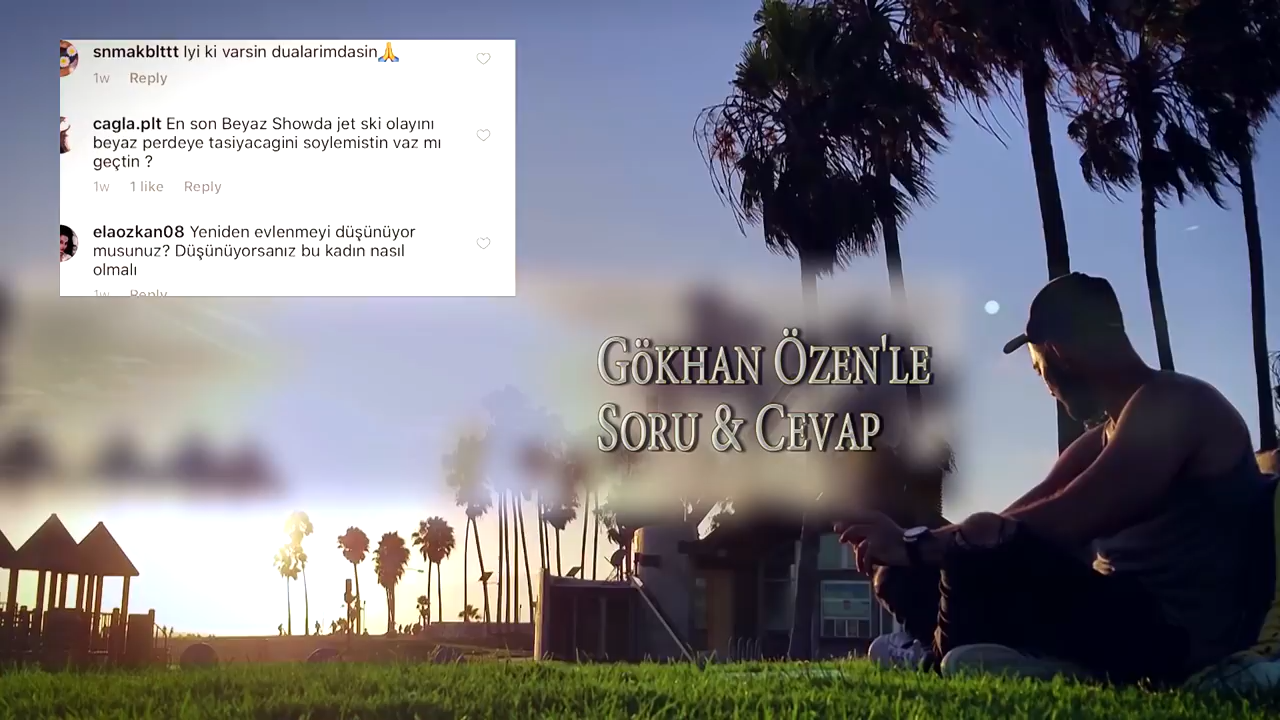 snmakblttt Iyi ki varsin dualarimdasin🙏
1w Reply
cagla.plt En son Beyaz Showda jet ski olayını
beyaz perdeye tasiyacagini soylemistin vaz mı
geçtin ?
1w 1 like Reply
elaozkan08 Yeniden evlenmeyi düşünüyor
musunuz? Düşünüyorsanız bu kadın nasıl
olmalı
1w Reply
GÖKHAN ÖZEN'LE
SORU & CEVAP